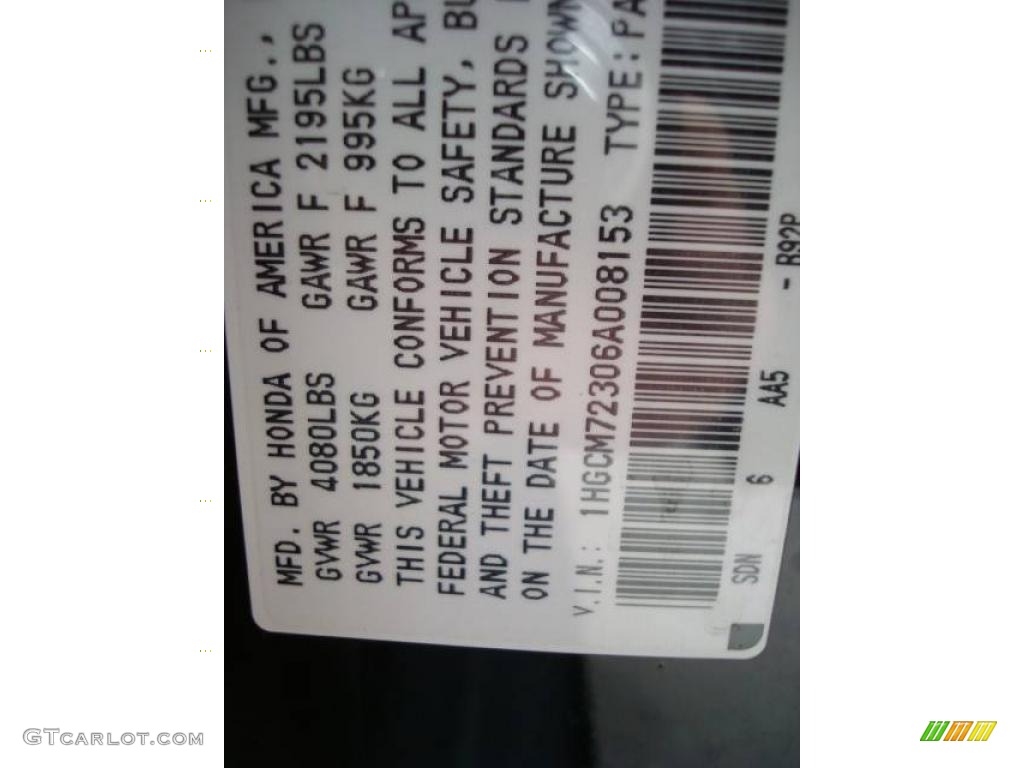 MFD. BY HONDA OF AMERICA MFG.,
GVWR 4080LBS GAWR F 2195LBS
GVWR 1850KG GAWR F 995KG
THIS VEHICLE CONFORMS TO ALL AP
FEDERAL MOTOR VEHICLE SAFETY, BU
AND THEFT PREVENTION STANDARDS
ON THE DATE OF MANUFACTURE SHOWN
V.I.N.: 1HGCM72306A008153 TYPE: PA
SDN 6 AA5 - R92P
GTCARLOT.COM